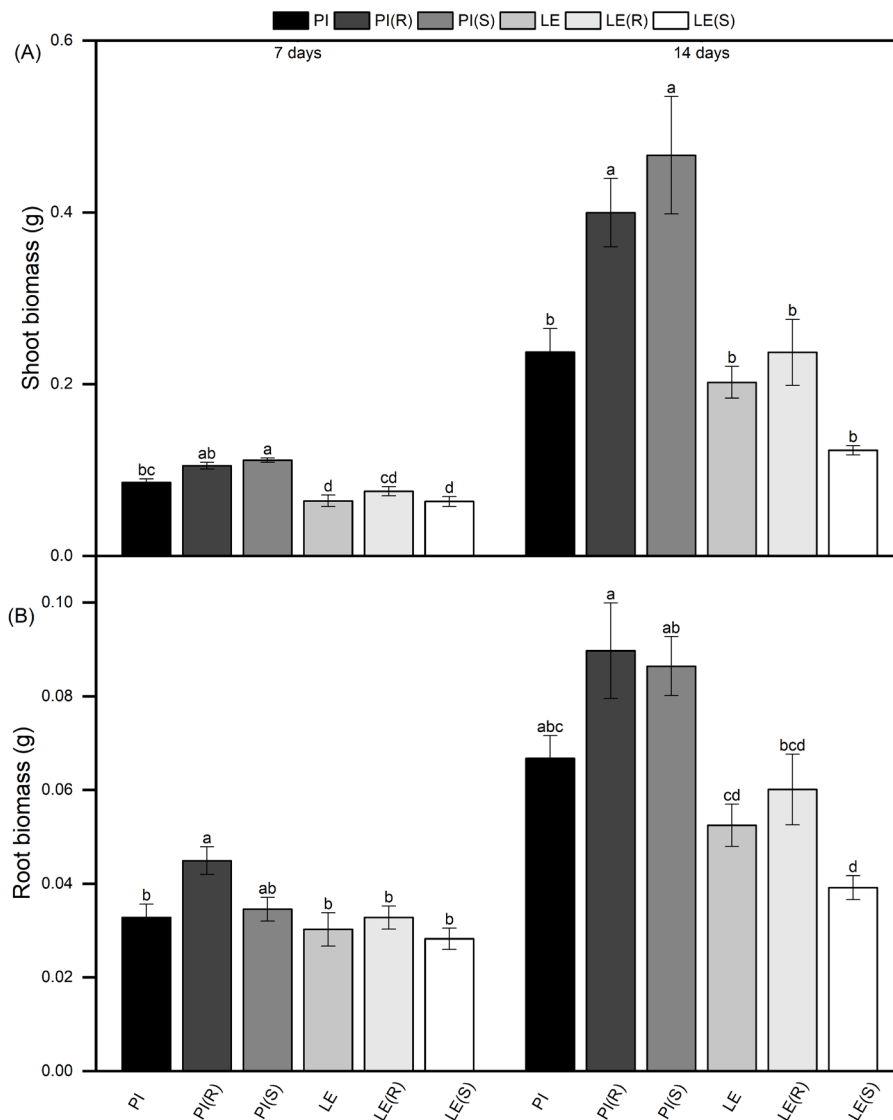 PI PI(R) PI(S) LE LE(R) LE(S)
(A)
7 days 14 days
Shoot biomass (g)
0.6
0.4
0.2
0.0
bc ab a d cd d
b a a b b b
(B)
Root biomass (g)
0.10
0.08
0.06
0.04
0.02
0.00
b a ab b b b
abc a ab cd bcd d
PI PI(R) PI(S) LE LE(R) LE(S) PI PI(R) PI(S) LE LE(R) LE(S)